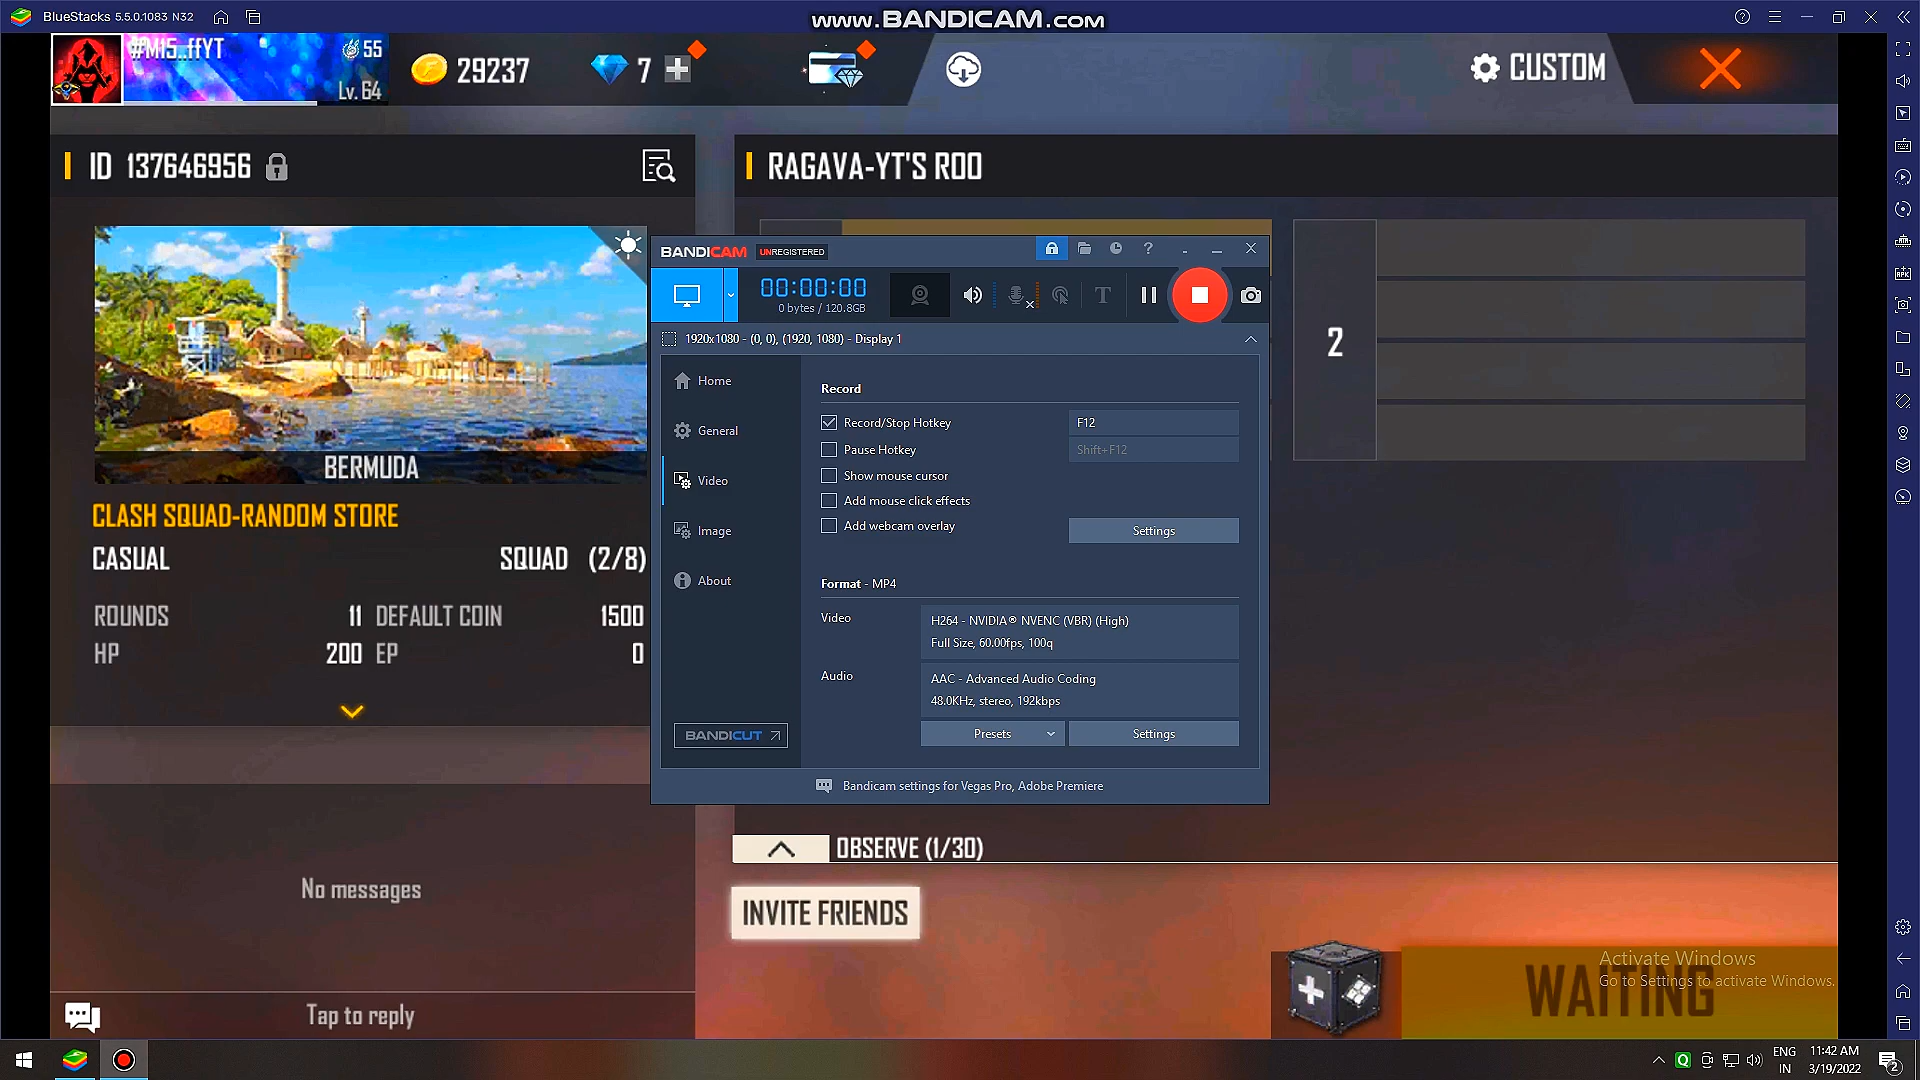 BlueStacks 5.5.0.1083 N32
www.BANDICAM.com
#M15_ffYT
55
Lv. 64
29237
7
CUSTOM
ID 137646956
RAGAVA-YT'S ROO
BERMUDA
CLASH SQUAD-RANDOM STORE
CASUAL
SQUAD (2/8)
ROUNDS 11 DEFAULT COIN 1500
HP 200 EP 0
No messages
Tap to reply
BANDICAM UNREGISTERED
?
00:00:00
0 bytes / 120.8GB
T
1920x1080 - (0, 0), (1920, 1080) - Display 1
Home
General
Video
Image
About
BANDICUT
Record
Record/Stop Hotkey F12
Pause Hotkey Shift+F12
Show mouse cursor
Add mouse click effects
Add webcam overlay
Settings
Format - MP4
Video
H264 - NVIDIA® NVENC (VBR) (High)
Full Size, 60.00fps, 100q
Audio
AAC - Advanced Audio Coding
48.0KHz, stereo, 192kbps
Presets
Settings
Bandicam settings for Vegas Pro, Adobe Premiere
2
OBSERVE (1/30)
INVITE FRIENDS
WAITING
Activate Windows
Go to Settings to activate Windows.
ENG
IN
11:42 AM
3/19/2022
2